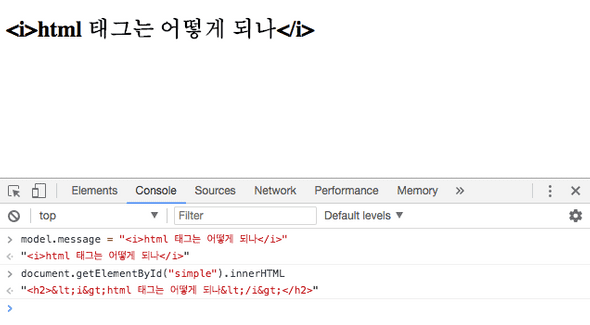 <i>html 태그는 어떻게 되나</i>
Elements Console Sources Network Performance Memory »
top ▼ Filter Default levels ▼
> model.message = "<i>html 태그는 어떻게 되나</i>"
"<i>html 태그는 어떻게 되나</i>"
> document.getElementById("simple").innerHTML
"<h2>&lt;i&gt;html 태그는 어떻게 되나&lt;/i&gt;</h2>"
>